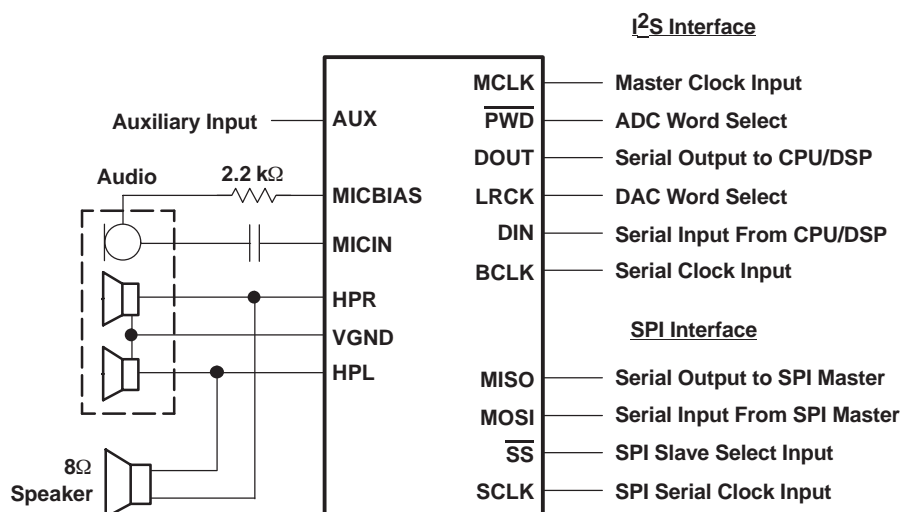 I2S Interface
Auxiliary Input
AUX
MCLK
Master Clock Input
PWD
ADC Word Select
DOUT
Serial Output to CPU/DSP
Audio
2.2 kΩ
MICBIAS
LRCK
DAC Word Select
MICIN
DIN
Serial Input From CPU/DSP
BCLK
Serial Clock Input
HPR
VGND
HPL
SPI Interface
MISO
Serial Output to SPI Master
MOSI
Serial Input From SPI Master
SS
SPI Slave Select Input
SCLK
SPI Serial Clock Input
8Ω
Speaker